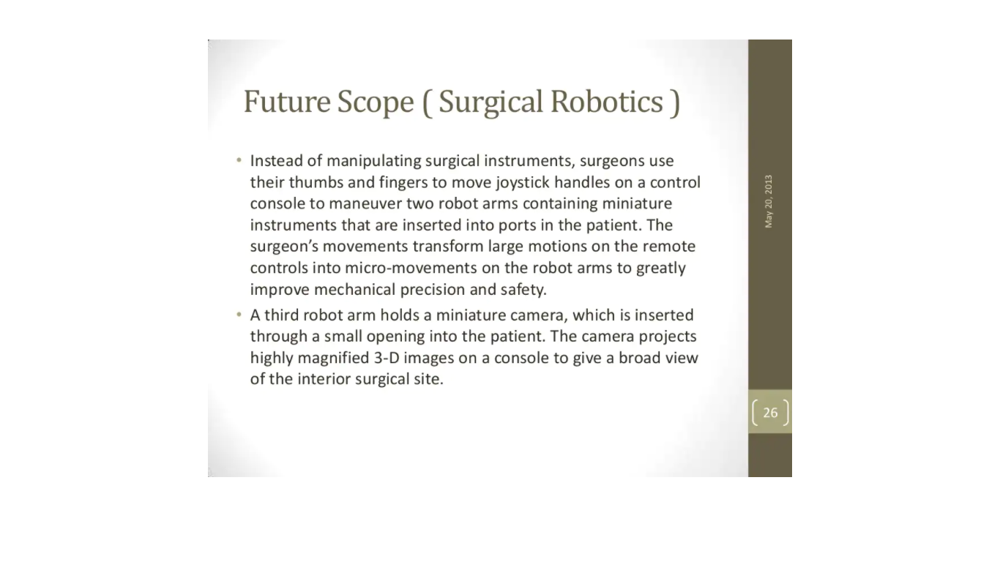 Future Scope ( Surgical Robotics )
• Instead of manipulating surgical instruments, surgeons use
their thumbs and fingers to move joystick handles on a control
console to maneuver two robot arms containing miniature
instruments that are inserted into ports in the patient. The
surgeon’s movements transform large motions on the remote
controls into micro-movements on the robot arms to greatly
improve mechanical precision and safety.
• A third robot arm holds a miniature camera, which is inserted
through a small opening into the patient. The camera projects
highly magnified 3-D images on a console to give a broad view
of the interior surgical site.
May 20, 2013
26